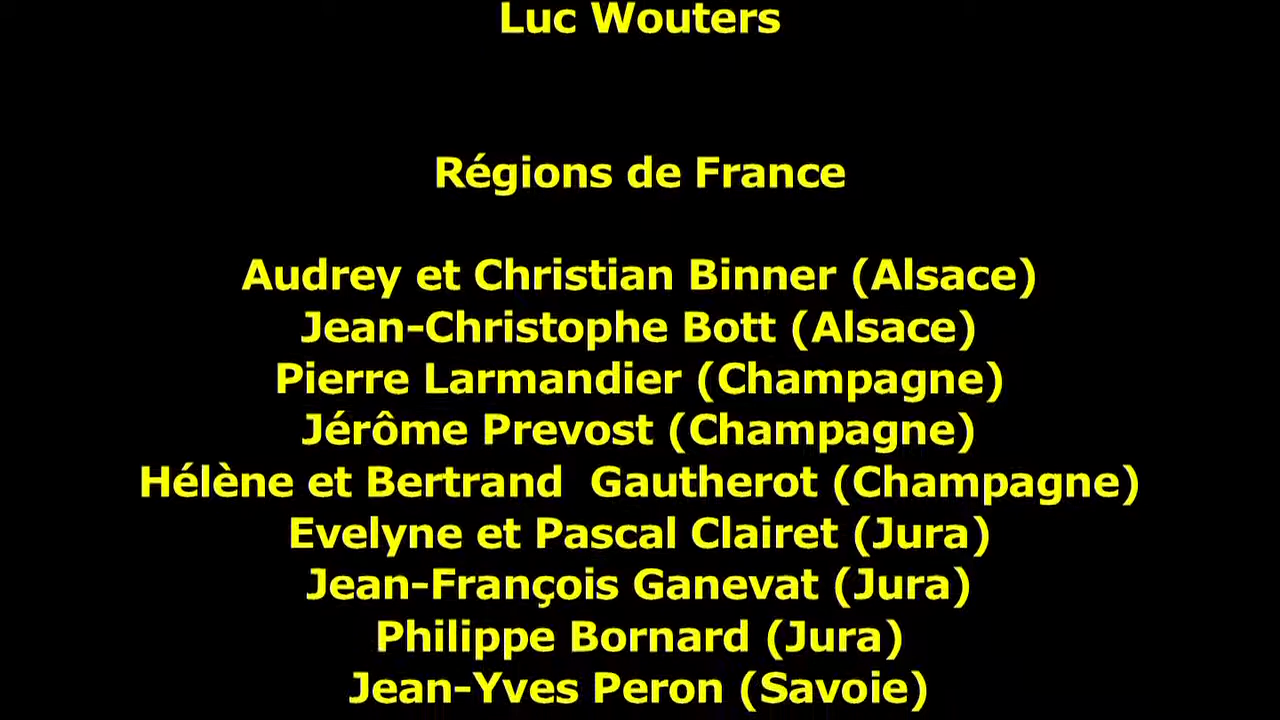 Luc Wouters
Régions de France
Audrey et Christian Binner (Alsace)
Jean-Christophe Bott (Alsace)
Pierre Larmandier (Champagne)
Jérôme Prevost (Champagne)
Hélène et Bertrand  Gautherot (Champagne)
Evelyne et Pascal Clairet (Jura)
Jean-François Ganevat (Jura)
Philippe Bornard (Jura)
Jean-Yves Peron (Savoie)